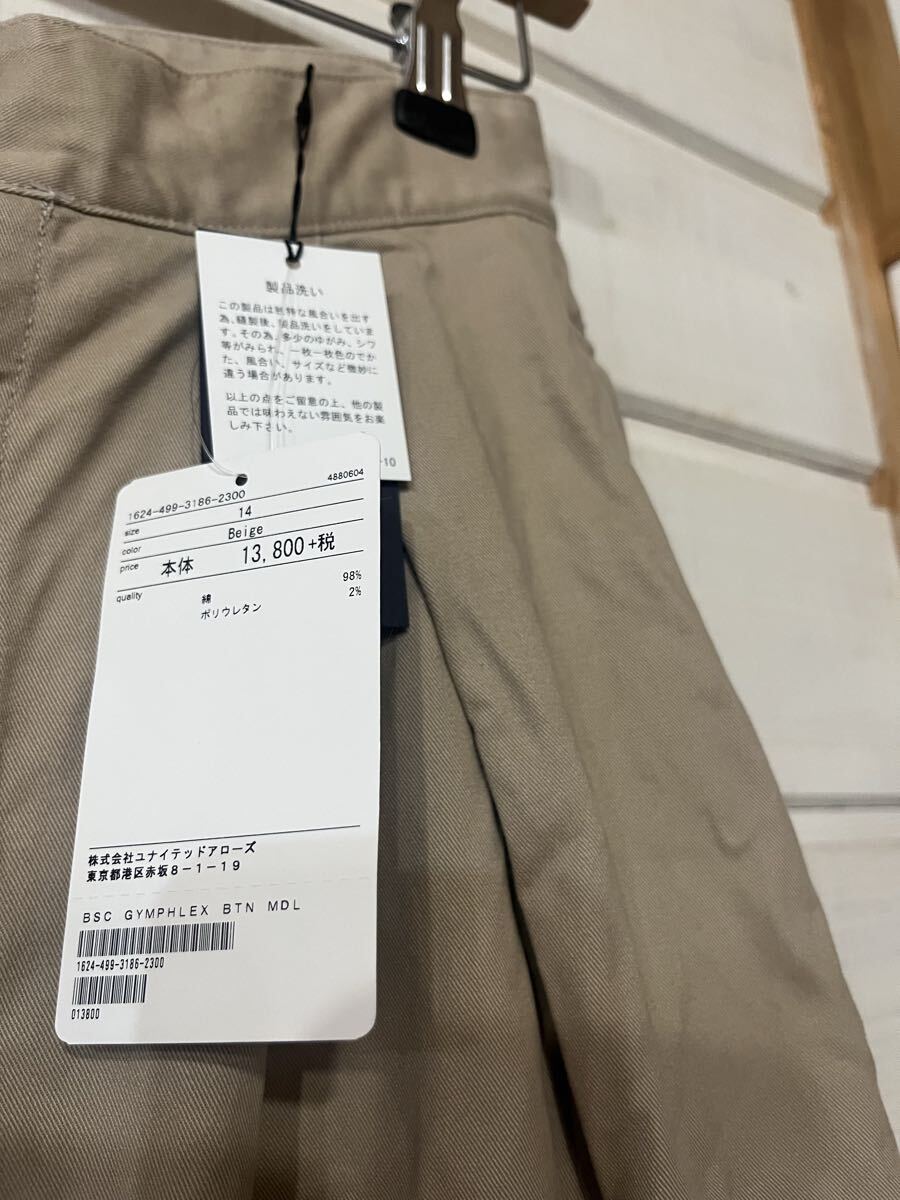 製品洗い
この製品は独特な風合いを出す
為、縫製後、製品洗いをしていま
す。その為、多少のゆがみ、シワ
等がみられ、一枚一枚色のでか
た、風合い、サイズなど微妙に
違う場合があります。
以上の点をご留意の上、他の製
品では味わえない雰囲気をお楽
しみ下さい。
-10
4880604
1624-499-3186-2300
size 14
color Beige
price 本体 13,800+税
quality 綿 98%
ポリウレタン 2%
株式会社ユナイテッドアローズ
東京都港区赤坂8-1-19
BSC GYMPHLEX BTN MDL
1624-499-3186-2300
013800